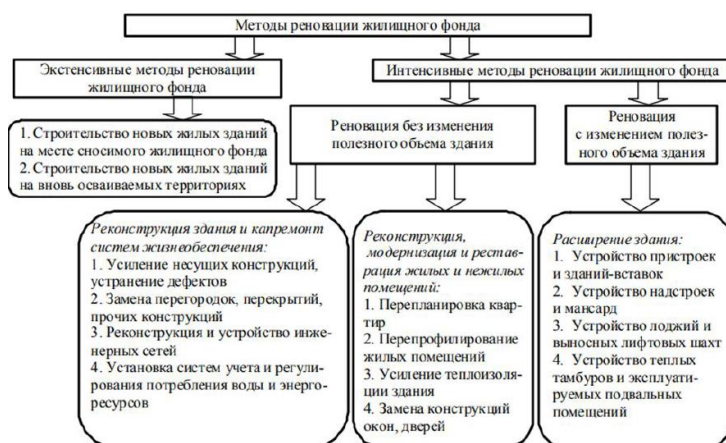 Методы реновации жилищного фонда
Экстенсивные методы реновации
жилищного фонда
Интенсивные методы реновации жилищного фонда
1. Строительство новых жилых зданий
на месте сносимого жилищного фонда
2. Строительство новых жилых зданий
на вновь осваиваемых территориях
Реновация без изменения
полезного объема здания
Реновация
с изменением полез-
ного объема здания
Реконструкция здания и капремонт
систем жизнеобеспечения:
1. Усиление несущих конструкций,
устранение дефектов
2. Замена перегородок, перекрытий,
прочих конструкций
3. Реконструкция и устройство инже-
нерных сетей
4. Установка систем учета и регули-
рования потребления воды и энерго-
ресурсов
Реконструкция,
модернизация и рестав-
рация жилых и нежилых
помещений:
1. Перепланировка квар-
тир
2. Перепрофилирование
жилых помещений
3. Усиление теплоизоля-
ции здания
4. Замена конструкций
окон, дверей
Расширение здания:
1. Устройство пристроек
и зданий-вставок
2. Устройство надстроек
и мансард
3. Устройство лоджий и
выносных лифтовых шахт
4. Устройство теплых
тамбуров и эксплуати-
руемых подвальных
помещений